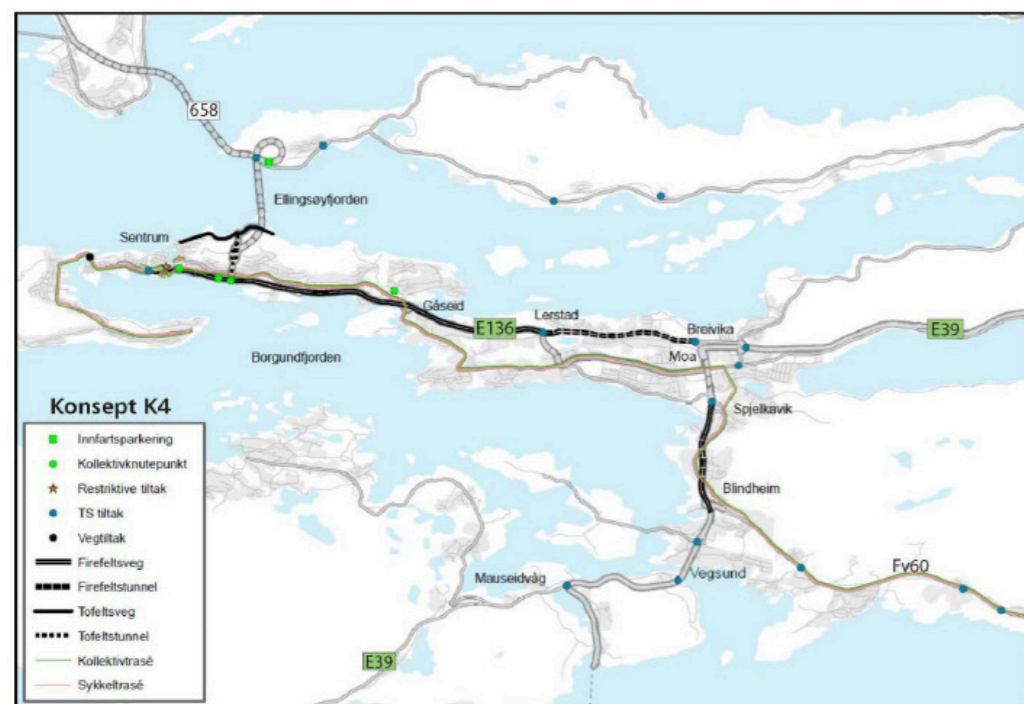 658
Ellingsøyfjorden
Sentrum
Gåseid
Lerstad
E136
Breivika
E39
Moa
Borgundfjorden
Konsept K4
Spjelkavik
Innfartsparkering
Kollektivknutepunkt
Restriktive tiltak
Blindheim
TS tiltak
Vegtiltak
Firefeltsveg
Fv60
Mauseidvåg
Vegsund
Firefeltstunnel
Tofeltsveg
Tofeltstunnel
Kollektivtrasé
E39
Sykkeltrasé